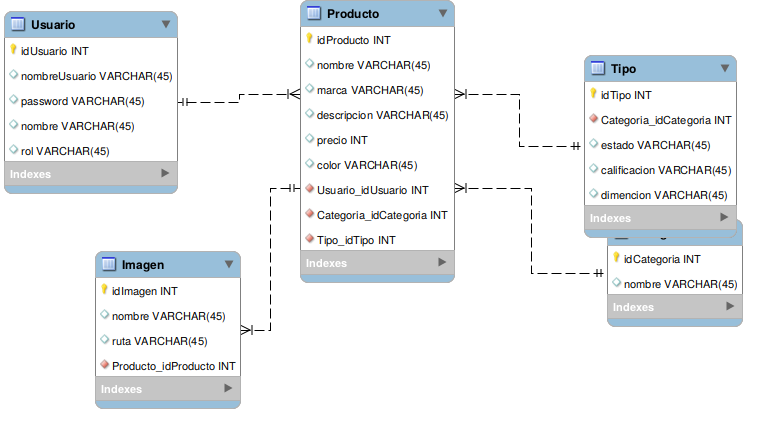 Usuario
idUsuario INT
nombreUsuario VARCHAR(45)
password VARCHAR(45)
nombre VARCHAR(45)
rol VARCHAR(45)
Indexes
Producto
idProducto INT
nombre VARCHAR(45)
marca VARCHAR(45)
descripcion VARCHAR(45)
precio INT
color VARCHAR(45)
Usuario_idUsuario INT
Categoria_idCategoria INT
Tipo_idTipo INT
Indexes
Tipo
idTipo INT
Categoria_idCategoria INT
estado VARCHAR(45)
calificacion VARCHAR(45)
dimencion VARCHAR(45)
Indexes
idCategoria INT
nombre VARCHAR(45)
Indexes
Imagen
idImagen INT
nombre VARCHAR(45)
ruta VARCHAR(45)
Producto_idProducto INT
Indexes